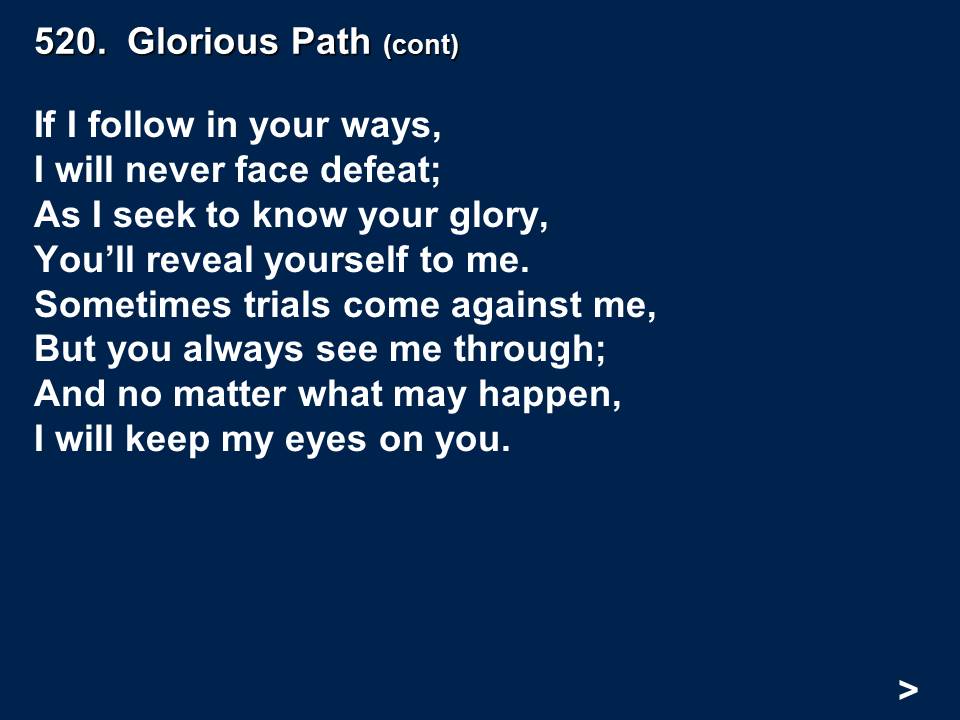 520.  Glorious Path (cont)
If I follow in your ways,
I will never face defeat;
As I seek to know your glory,
You’ll reveal yourself to me.
Sometimes trials come against me,
But you always see me through;
And no matter what may happen,
I will keep my eyes on you.
>